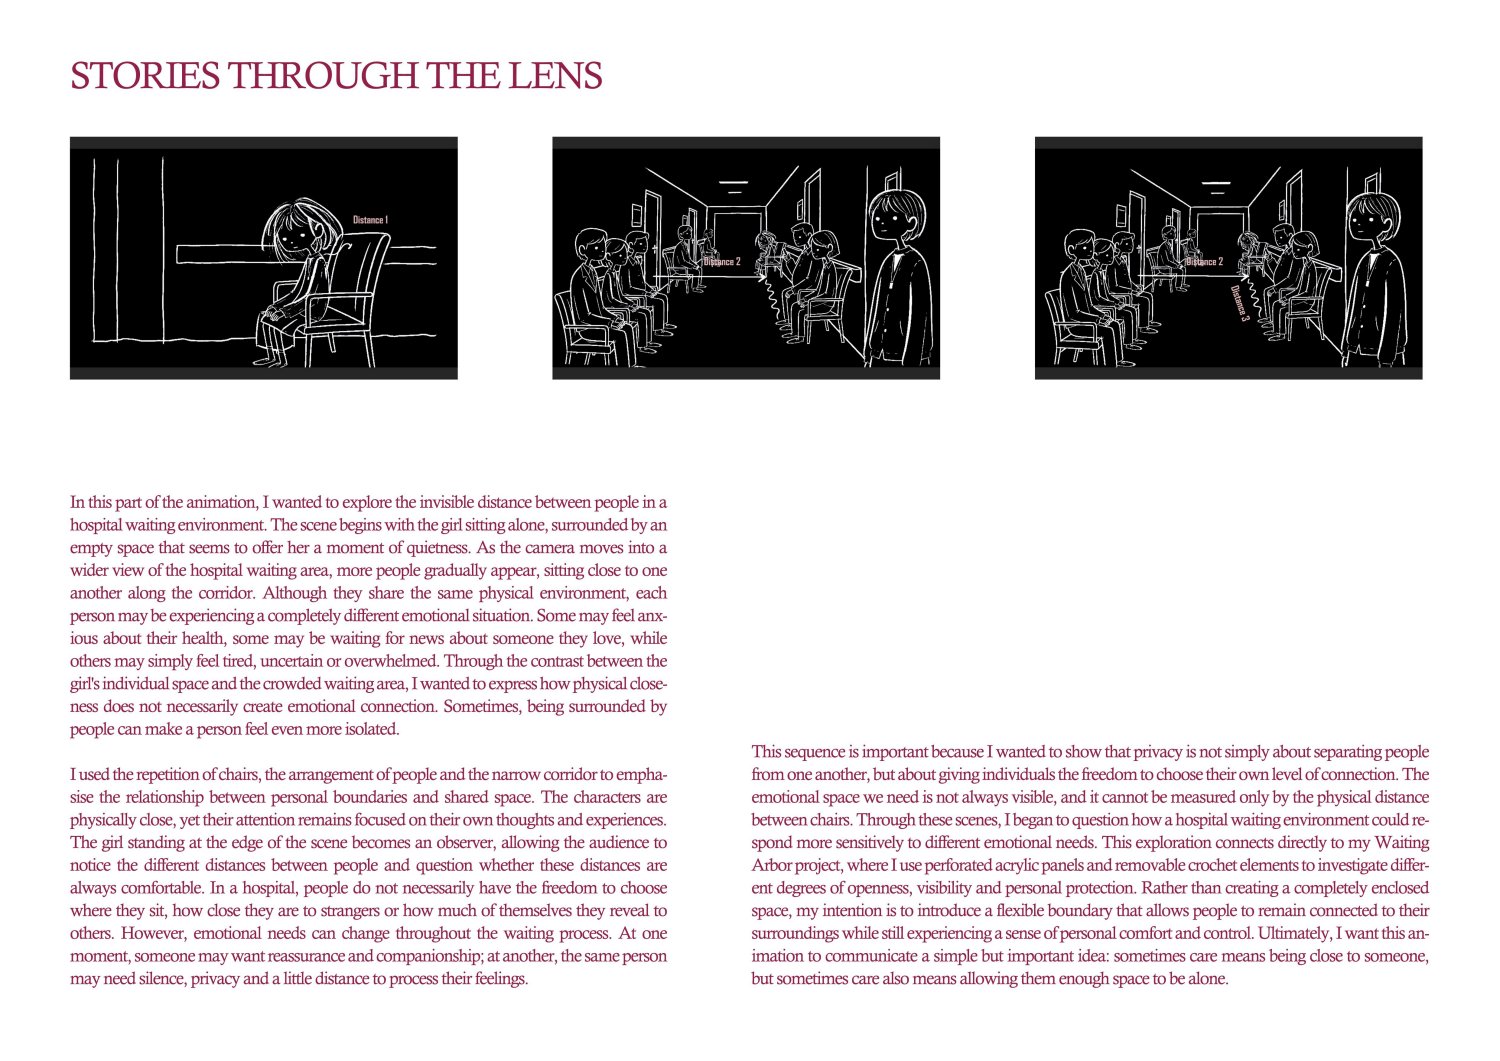 STORIES THROUGH THE LENS
Distance 1
Distance 2
Distance 2
Distance 3
In this part of the animation, I wanted to explore the invisible distance between people in a
hospital waiting environment. The scene begins with the girl sitting alone, surrounded by an
empty space that seems to offer her a moment of quietness. As the camera moves into a
wider view of the hospital waiting area, more people gradually appear, sitting close to one
another along the corridor. Although they share the same physical environment, each
person may be experiencing a completely different emotional situation. Some may feel anx-
ious about their health, some may be waiting for news about someone they love, while
others may simply feel tired, uncertain or overwhelmed. Through the contrast between the
girl's individual space and the crowded waiting area, I wanted to express how physical close-
ness does not necessarily create emotional connection. Sometimes, being surrounded by
people can make a person feel even more isolated.
I used the repetition of chairs, the arrangement of people and the narrow corridor to empha-
sise the relationship between personal boundaries and shared space. The characters are
physically close, yet their attention remains focused on their own thoughts and experiences.
The girl standing at the edge of the scene becomes an observer, allowing the audience to
notice the different distances between people and question whether these distances are
always comfortable. In a hospital, people do not necessarily have the freedom to choose
where they sit, how close they are to strangers or how much of themselves they reveal to
others. However, emotional needs can change throughout the waiting process. At one
moment, someone may want reassurance and companionship; at another, the same person
may need silence, privacy and a little distance to process their feelings.
This sequence is important because I wanted to show that privacy is not simply about separating people
from one another, but about giving individuals the freedom to choose their own level of connection. The
emotional space we need is not always visible, and it cannot be measured only by the physical distance
between chairs. Through these scenes, I began to question how a hospital waiting environment could re-
spond more sensitively to different emotional needs. This exploration connects directly to my Waiting
Arbor project, where I use perforated acrylic panels and removable crochet elements to investigate differ-
ent degrees of openness, visibility and personal protection. Rather than creating a completely enclosed
space, my intention is to introduce a flexible boundary that allows people to remain connected to their
surroundings while still experiencing a sense of personal comfort and control. Ultimately, I want this an-
imation to communicate a simple but important idea: sometimes care means being close to someone,
but sometimes care also means allowing them enough space to be alone.